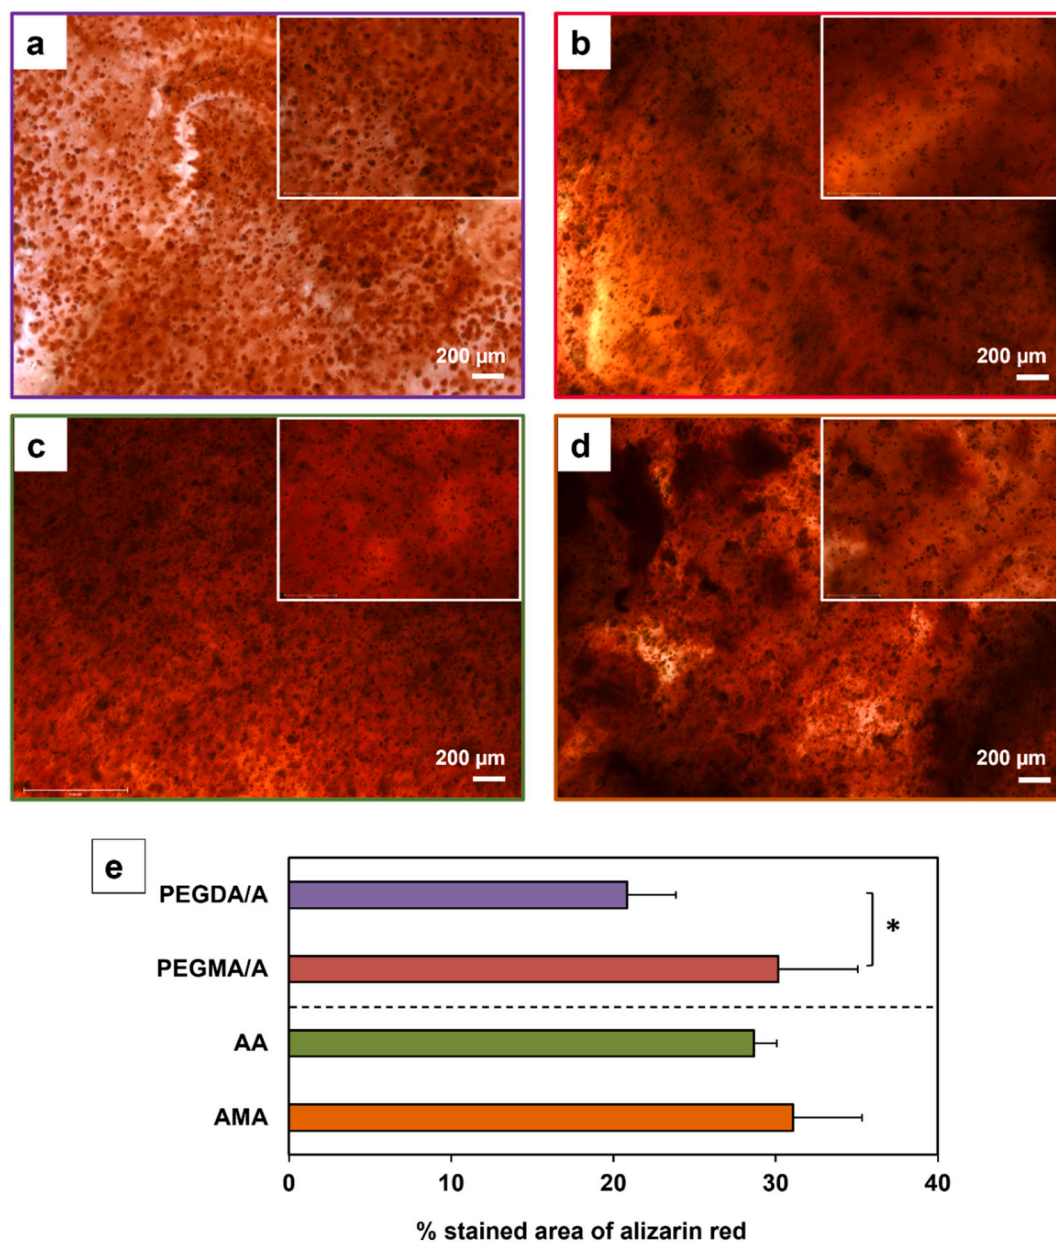 a
b
200 µm
200 µm
c
d
200 µm
200 µm
e
PEGDA/A
*
PEGMA/A
AA
AMA
0 10 20 30 40
% stained area of alizarin red